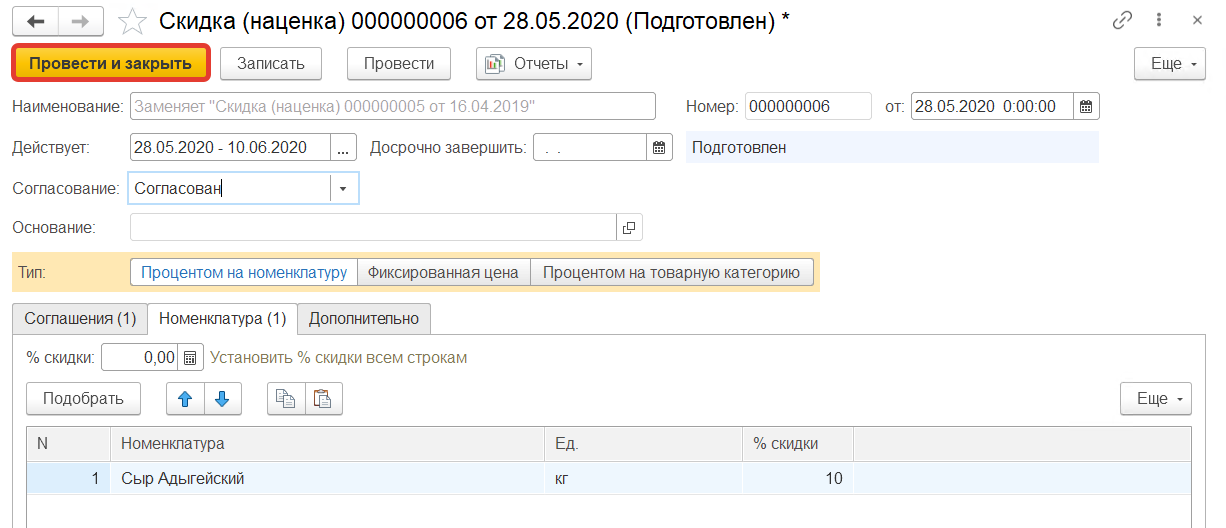 Скидка (наценка) 000000006 от 28.05.2020 (Подготовлен) *
Провести и закрыть Записать Провести Отчеты Еще
Наименование: Заменяет "Скидка (наценка) 000000005 от 16.04.2019" Номер: 000000006 от: 28.05.2020 0:00:00
Действует: 28.05.2020 - 10.06.2020 ... Досрочно завершить: . . Подготовлен
Согласование: Согласован
Основание:
Тип: Процентом на номенклатуру Фиксированная цена Процентом на товарную категорию
Соглашения (1) Номенклатура (1) Дополнительно
% скидки: 0,00 Установить % скидки всем строкам
Подобрать Еще
N Номенклатура Ед. % скидки
1 Сыр Адыгейский кг 10